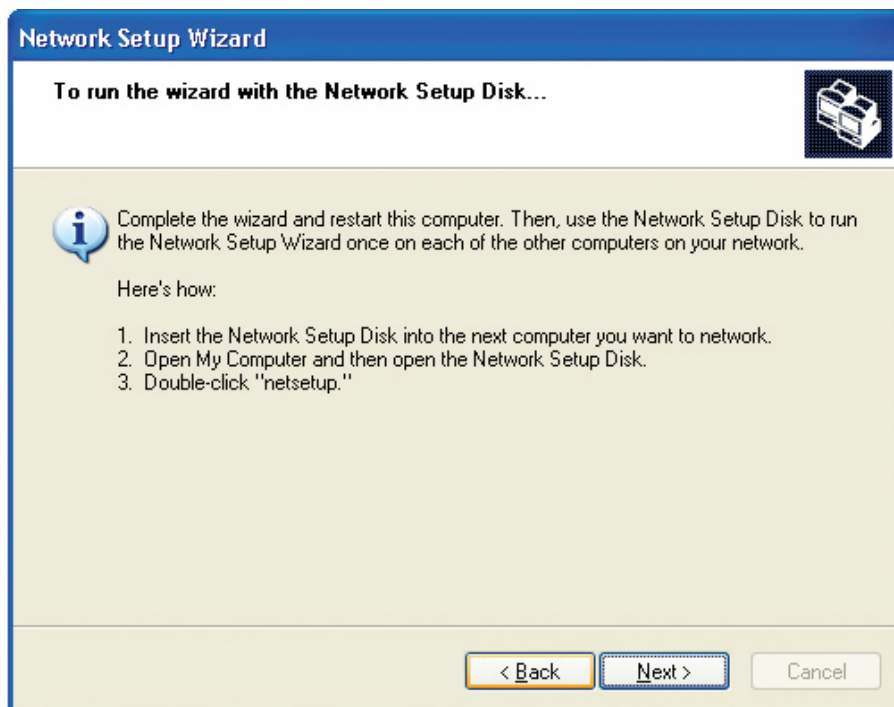 Network Setup Wizard
To run the wizard with the Network Setup Disk...
Complete the wizard and restart this computer. Then, use the Network Setup Disk to run
the Network Setup Wizard once on each of the other computers on your network.
Here's how:
1. Insert the Network Setup Disk into the next computer you want to network.
2. Open My Computer and then open the Network Setup Disk.
3. Double-click "netsetup."
< Back
Next >
Cancel